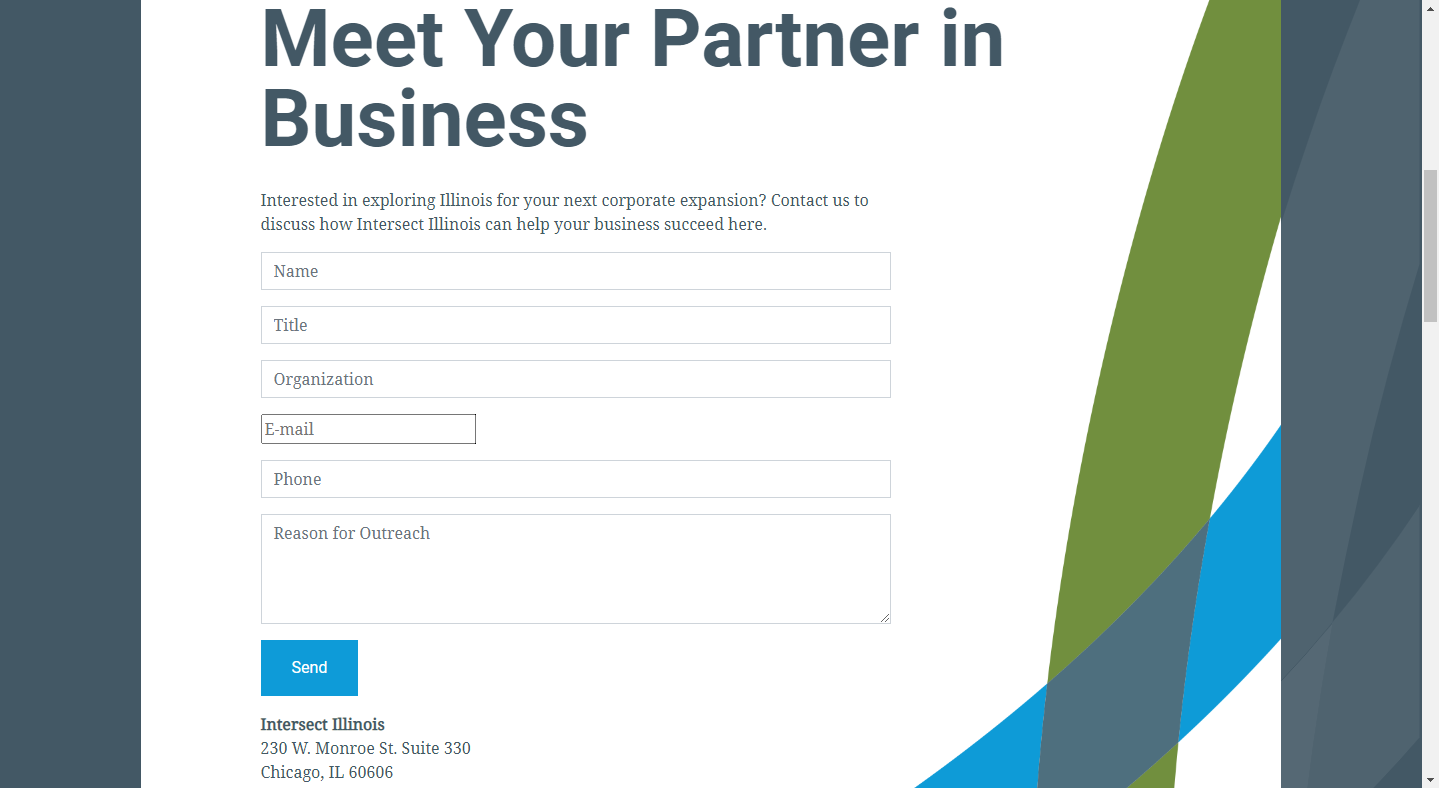 Meet Your Partner in
Business
Interested in exploring Illinois for your next corporate expansion? Contact us to
discuss how Intersect Illinois can help your business succeed here.
Name
Title
Organization
E-mail
Phone
Reason for Outreach
Send
Intersect Illinois
230 W. Monroe St. Suite 330
Chicago, IL 60606